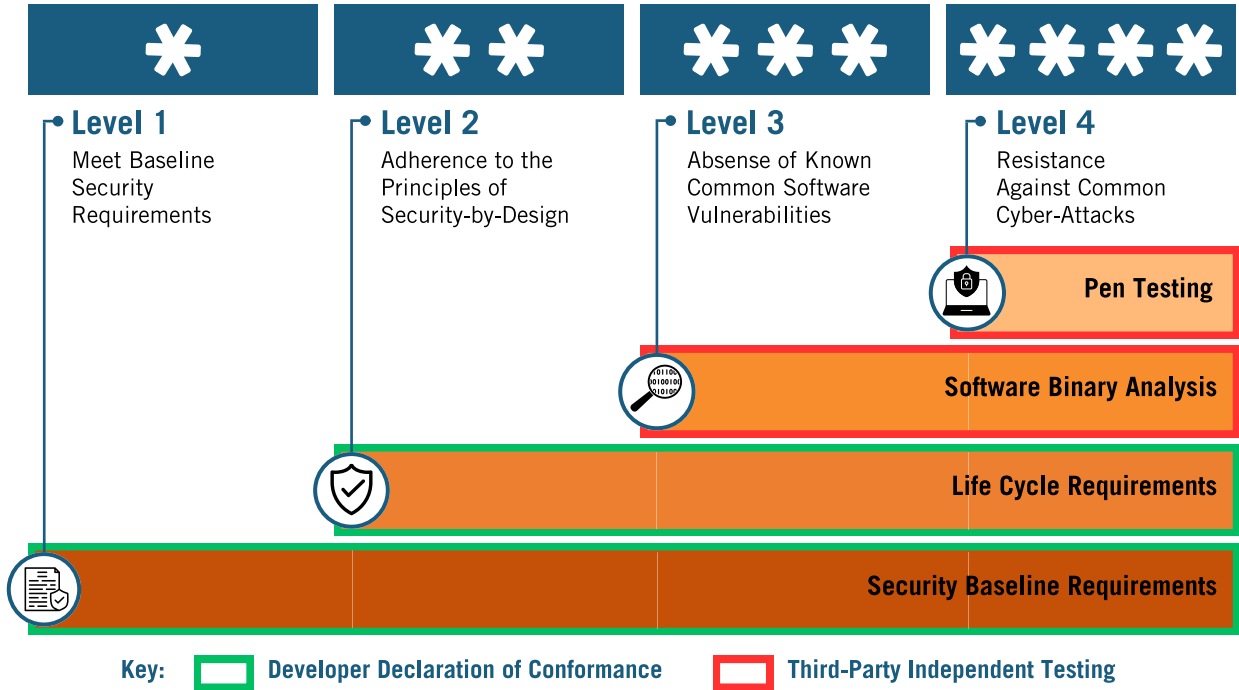 Level 1
Meet Baseline
Security
Requirements
Level 2
Adherence to the
Principles of
Security-by-Design
Level 3
Absense of Known
Common Software
Vulnerabilities
Level 4
Resistance
Against Common
Cyber-Attacks
Pen Testing
Software Binary Analysis
Life Cycle Requirements
Security Baseline Requirements
Key: Developer Declaration of Conformance Third-Party Independent Testing